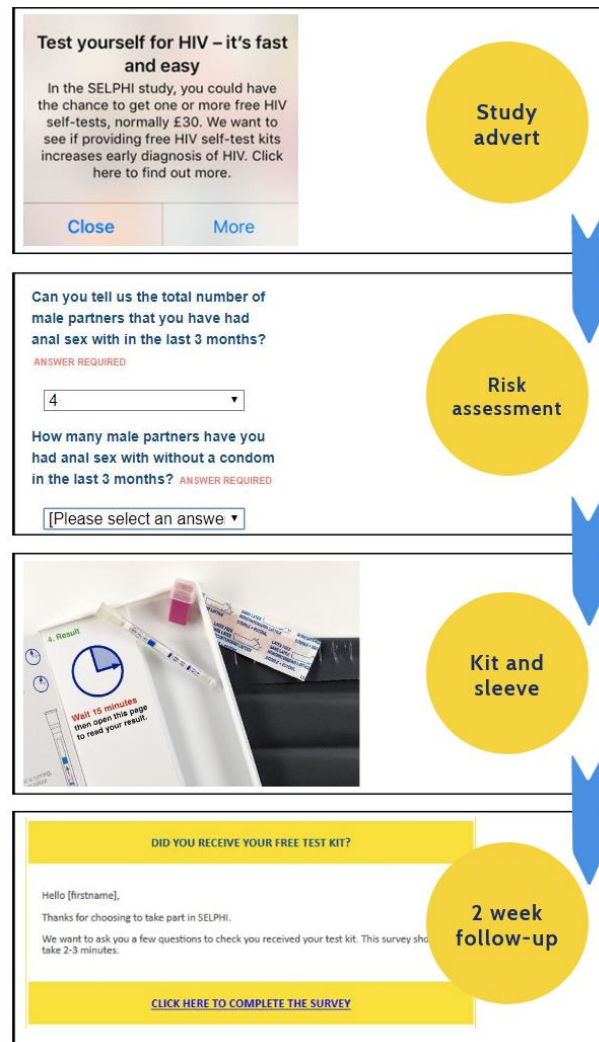 Test yourself for HIV – it's fast
and easy
In the SELPHI study, you could have
the chance to get one or more free HIV
self-tests, normally £30. We want to
see if providing free HIV self-test kits
increases early diagnosis of HIV. Click
here to find out more.
Close
More
Study
advert
Can you tell us the total number of
male partners that you have had
anal sex with in the last 3 months?
ANSWER REQUIRED
4
How many male partners have you
had anal sex with without a condom
in the last 3 months? ANSWER REQUIRED
[Please select an answe
Risk
assessment
4. Result
Wait 15 minutes
then open this page
to read your result.
Kit and
sleeve
DID YOU RECEIVE YOUR FREE TEST KIT?
Hello [firstname],
Thanks for choosing to take part in SELPHI.
We want to ask you a few questions to check you received your test kit. This survey sho
take 2-3 minutes.
CLICK HERE TO COMPLETE THE SURVEY
2 week
follow-up